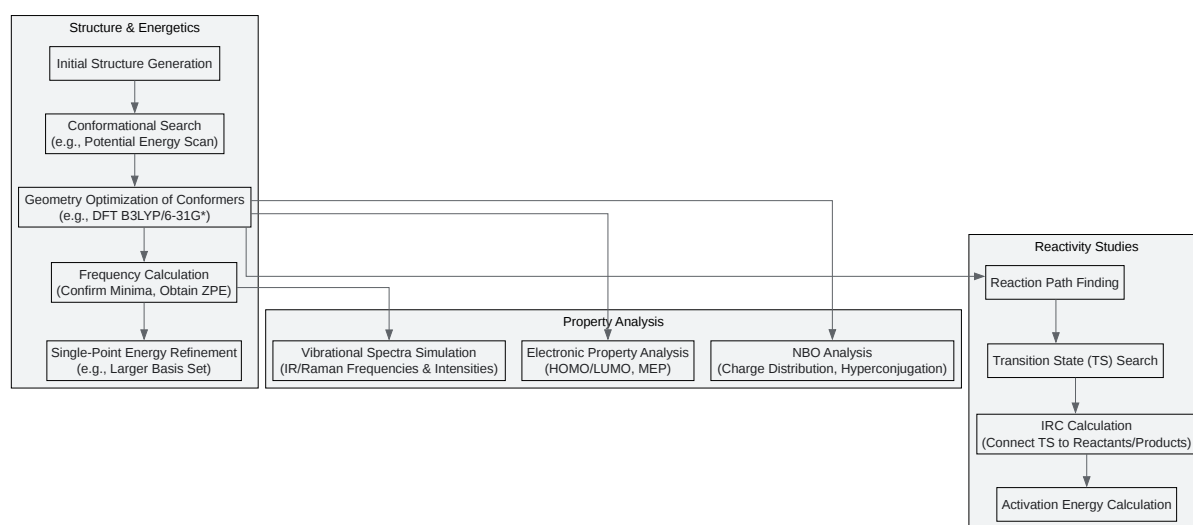 Structure & Energetics
Initial Structure Generation
Conformational Search
(e.g., Potential Energy Scan)
Geometry Optimization of Conformers
(e.g., DFT B3LYP/6-31G*)
Frequency Calculation
(Confirm Minima, Obtain ZPE)
Single-Point Energy Refinement
(e.g., Larger Basis Set)
Property Analysis
Vibrational Spectra Simulation
(IR/Raman Frequencies & Intensities)
Electronic Property Analysis
(HOMO/LUMO, MEP)
NBO Analysis
(Charge Distribution, Hyperconjugation)
Reactivity Studies
Reaction Path Finding
Transition State (TS) Search
IRC Calculation
(Connect TS to Reactants/Products)
Activation Energy Calculation